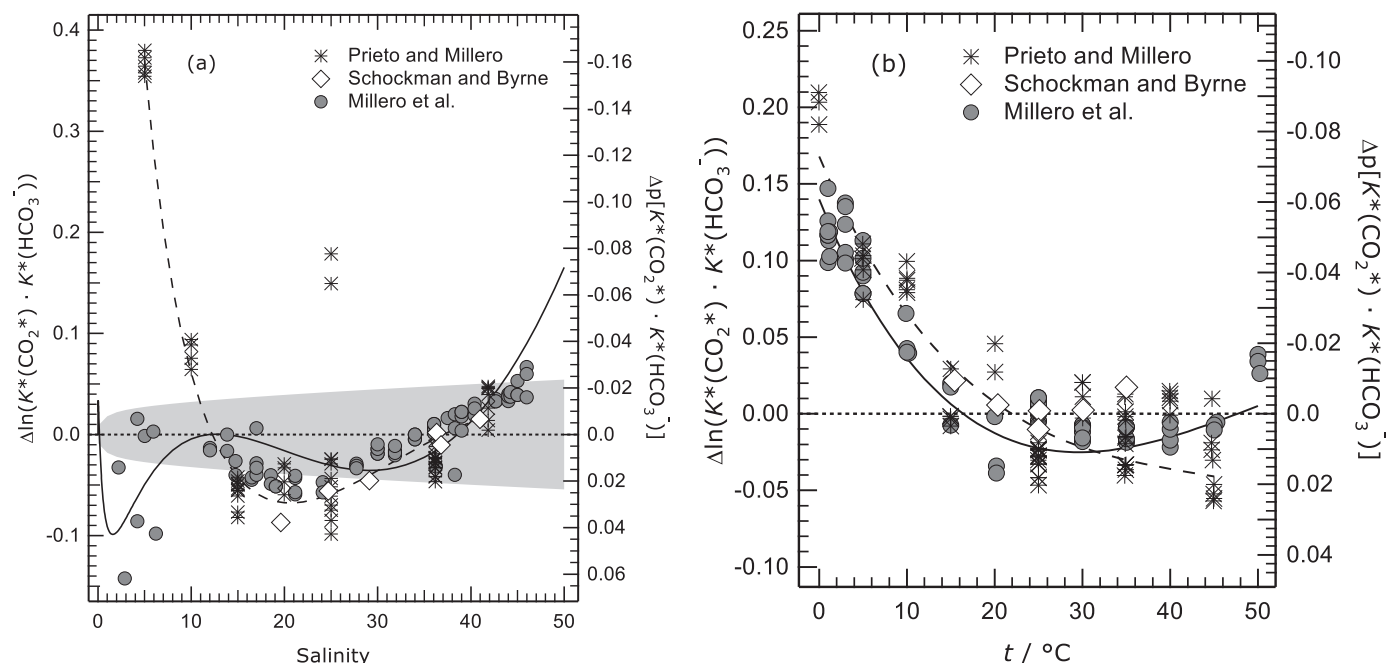 (a)
Prieto and Millero
Schockman and Byrne
Millero et al.
0.4
0.3
0.2
0.1
0.0
-0.1
Δln(K*(CO₂*) · K*(HCO₃⁻))
-0.16
-0.14
-0.12
-0.10
-0.08
-0.06
-0.04
-0.02
0.0
0.02
0.04
0.06
Δp[K*(CO₂*) · K*(HCO₃⁻)]
0 10 20 30 40 50
Salinity
(b)
Prieto and Millero
Schockman and Byrne
Millero et al.
0.25
0.20
0.15
0.10
0.05
0.00
-0.05
-0.10
Δln(K*(CO₂*) · K*(HCO₃⁻))
-0.10
-0.08
-0.06
-0.04
-0.02
0.0
0.02
0.04
Δp[K*(CO₂*) · K*(HCO₃⁻)]
0 10 20 30 40 50
t / °C